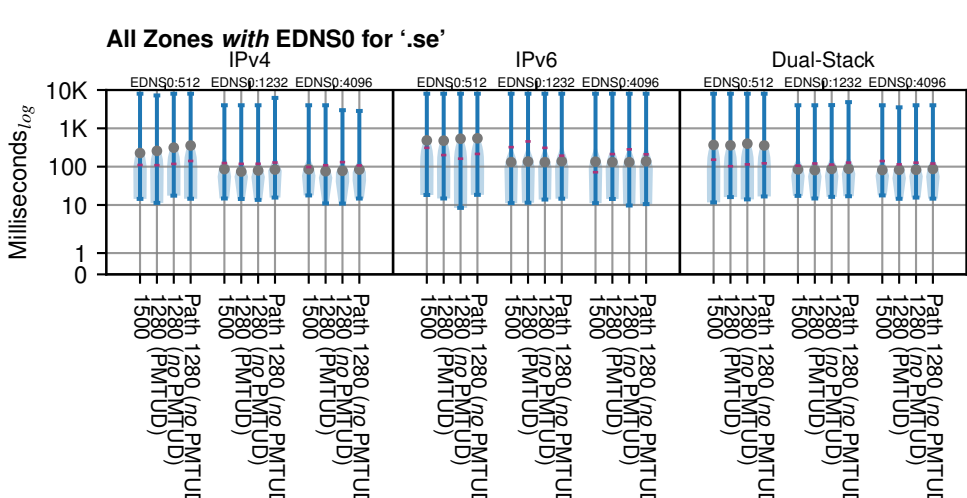 All Zones with EDNS0 for ‘.se’
IPv4 IPv6 Dual-Stack
EDNS0:512 EDNS0:1232 EDNS0:4096 EDNS0:512 EDNS0:1232 EDNS0:4096 EDNS0:512 EDNS0:1232 EDNS0:4096
Milliseconds log
10K
1K
100
10
1
0
1500
1280 (PMTUD)
1280 (no PMTUD)
Path 1280 (no PMTUD
1500
1280 (PMTUD)
1280 (no PMTUD)
Path 1280 (no PMTUD
1500
1280 (PMTUD)
1280 (no PMTUD)
Path 1280 (no PMTUD
1500
1280 (PMTUD)
1280 (no PMTUD)
Path 1280 (no PMTUD
1500
1280 (PMTUD)
1280 (no PMTUD)
Path 1280 (no PMTUD
1500
1280 (PMTUD)
1280 (no PMTUD)
Path 1280 (no PMTUD
1500
1280 (PMTUD)
1280 (no PMTUD)
Path 1280 (no PMTUD
1500
1280 (PMTUD)
1280 (no PMTUD)
Path 1280 (no PMTUD
1500
1280 (PMTUD)
1280 (no PMTUD)
Path 1280 (no PMTUD